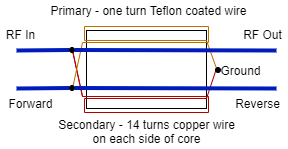 Primary - one turn Teflon coated wire
RF In
RF Out
Ground
Forward
Reverse
Secondary - 14 turns copper wire
on each side of core